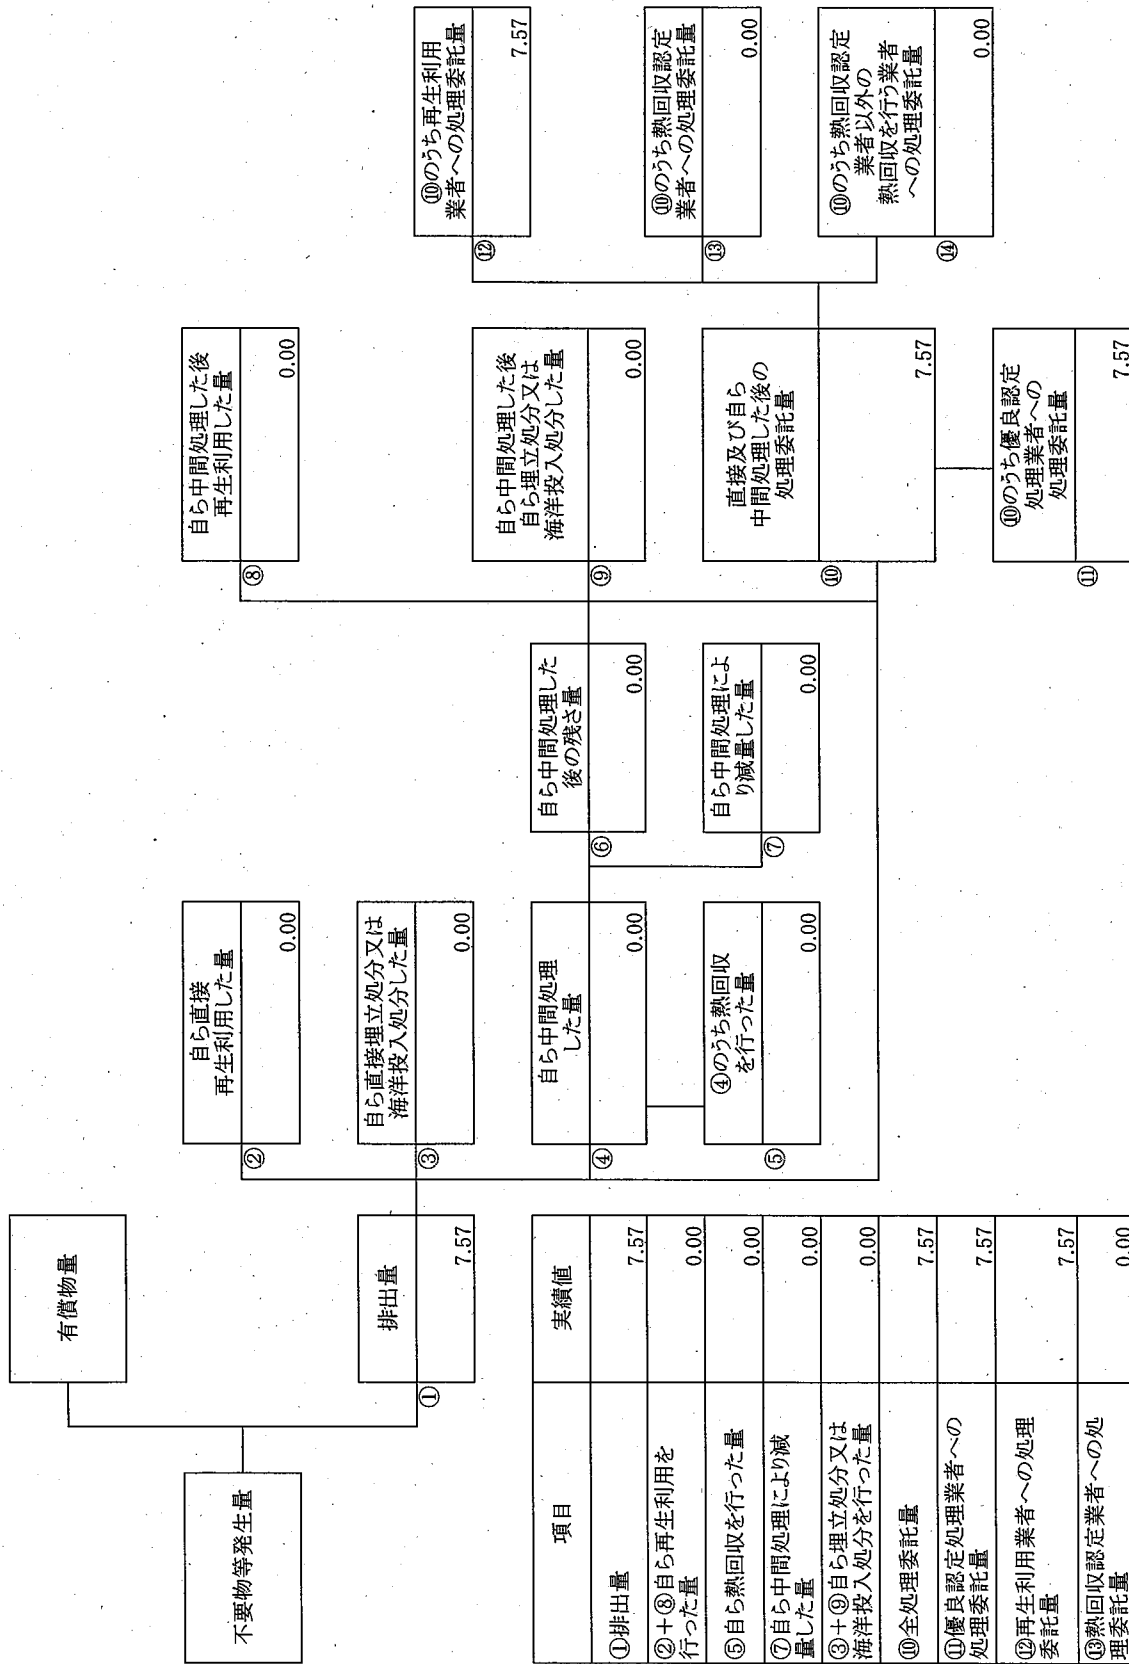 不要物等発生量
有償物量
排出量
①
7.57
自ら直接
再生利用した量
②
0.00
自ら直接埋立処分又は
海洋投入処分した量
③
0.00
自ら中間処理
した量
④
0.00
④のうち熱回収
を行った量
⑤
0.00
自ら中間処理した
後の残さ量
⑥
0.00
自ら中間処理によ
り減量した量
⑦
0.00
自ら中間処理した後
再生利用した量
⑧
0.00
自ら中間処理した後
自ら埋立処分又は
海洋投入処分した量
⑨
0.00
直接及び自ら
中間処理した後の
処理委託量
⑩
7.57
⑩のうち優良認定
処理業者への
処理委託量
⑪
7.57
⑩のうち再生利用
業者への処理委託量
⑫
7.57
⑩のうち熱回収認定
業者への処理委託量
⑬
0.00
⑩のうち熱回収認定
業者以外の
熱回収を行う業者
への処理委託量
⑭
0.00
項目 実績値
①排出量 7.57
②+⑧自ら再生利用を
行った量 0.00
⑤自ら熱回収を行った量 0.00
⑦自ら中間処理により減
量した量 0.00
③+⑨自ら埋立処分又は
海洋投入処分を行った量 0.00
⑩全処理委託量 7.57
⑪優良認定処理業者への
処理委託量 7.57
⑫再生利用業者への処理
委託量 7.57
⑬熱回収認定業者への処
理委託量 0.00